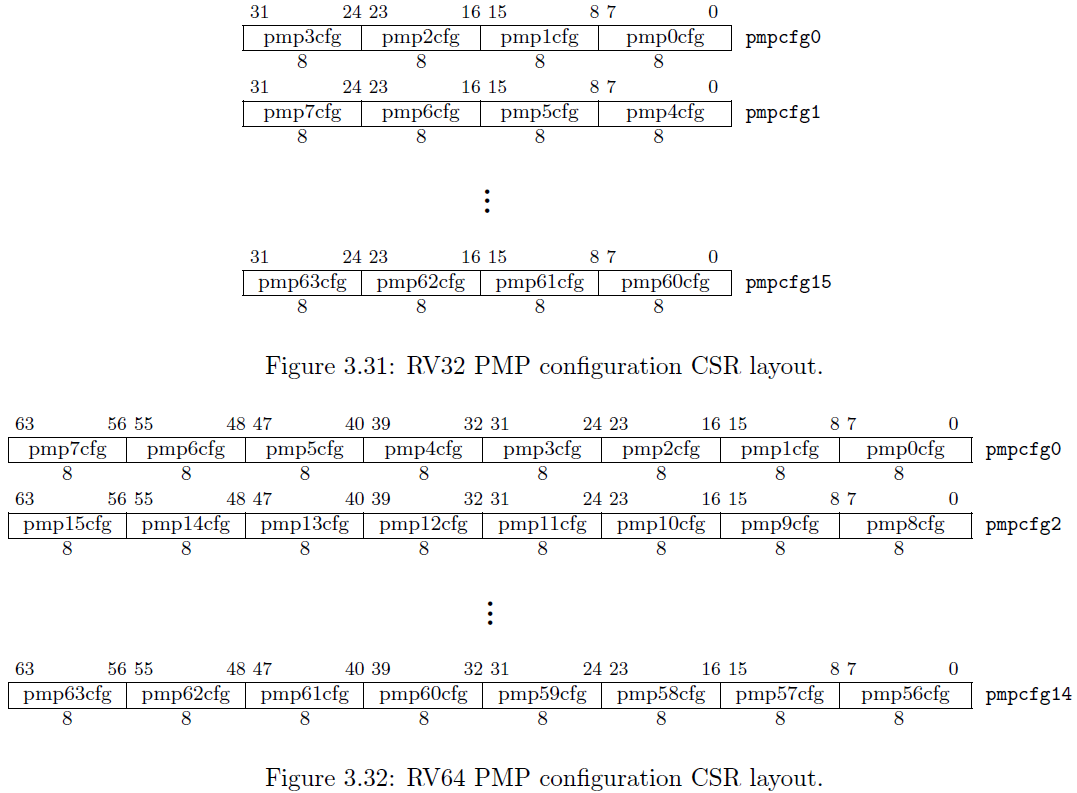 31 24 23 16 15 8 7 0
pmp3cfg pmp2cfg pmp1cfg pmp0cfg pmpcfg0
8 8 8 8
31 24 23 16 15 8 7 0
pmp7cfg pmp6cfg pmp5cfg pmp4cfg pmpcfg1
8 8 8 8
⋮
31 24 23 16 15 8 7 0
pmp63cfg pmp62cfg pmp61cfg pmp60cfg pmpcfg15
8 8 8 8
Figure 3.31: RV32 PMP configuration CSR layout.
63 56 55 48 47 40 39 32 31 24 23 16 15 8 7 0
pmp7cfg pmp6cfg pmp5cfg pmp4cfg pmp3cfg pmp2cfg pmp1cfg pmp0cfg pmpcfg0
8 8 8 8 8 8 8 8
63 56 55 48 47 40 39 32 31 24 23 16 15 8 7 0
pmp15cfg pmp14cfg pmp13cfg pmp12cfg pmp11cfg pmp10cfg pmp9cfg pmp8cfg pmpcfg2
8 8 8 8 8 8 8 8
⋮
63 56 55 48 47 40 39 32 31 24 23 16 15 8 7 0
pmp63cfg pmp62cfg pmp61cfg pmp60cfg pmp59cfg pmp58cfg pmp57cfg pmp56cfg pmpcfg14
8 8 8 8 8 8 8 8
Figure 3.32: RV64 PMP configuration CSR layout.